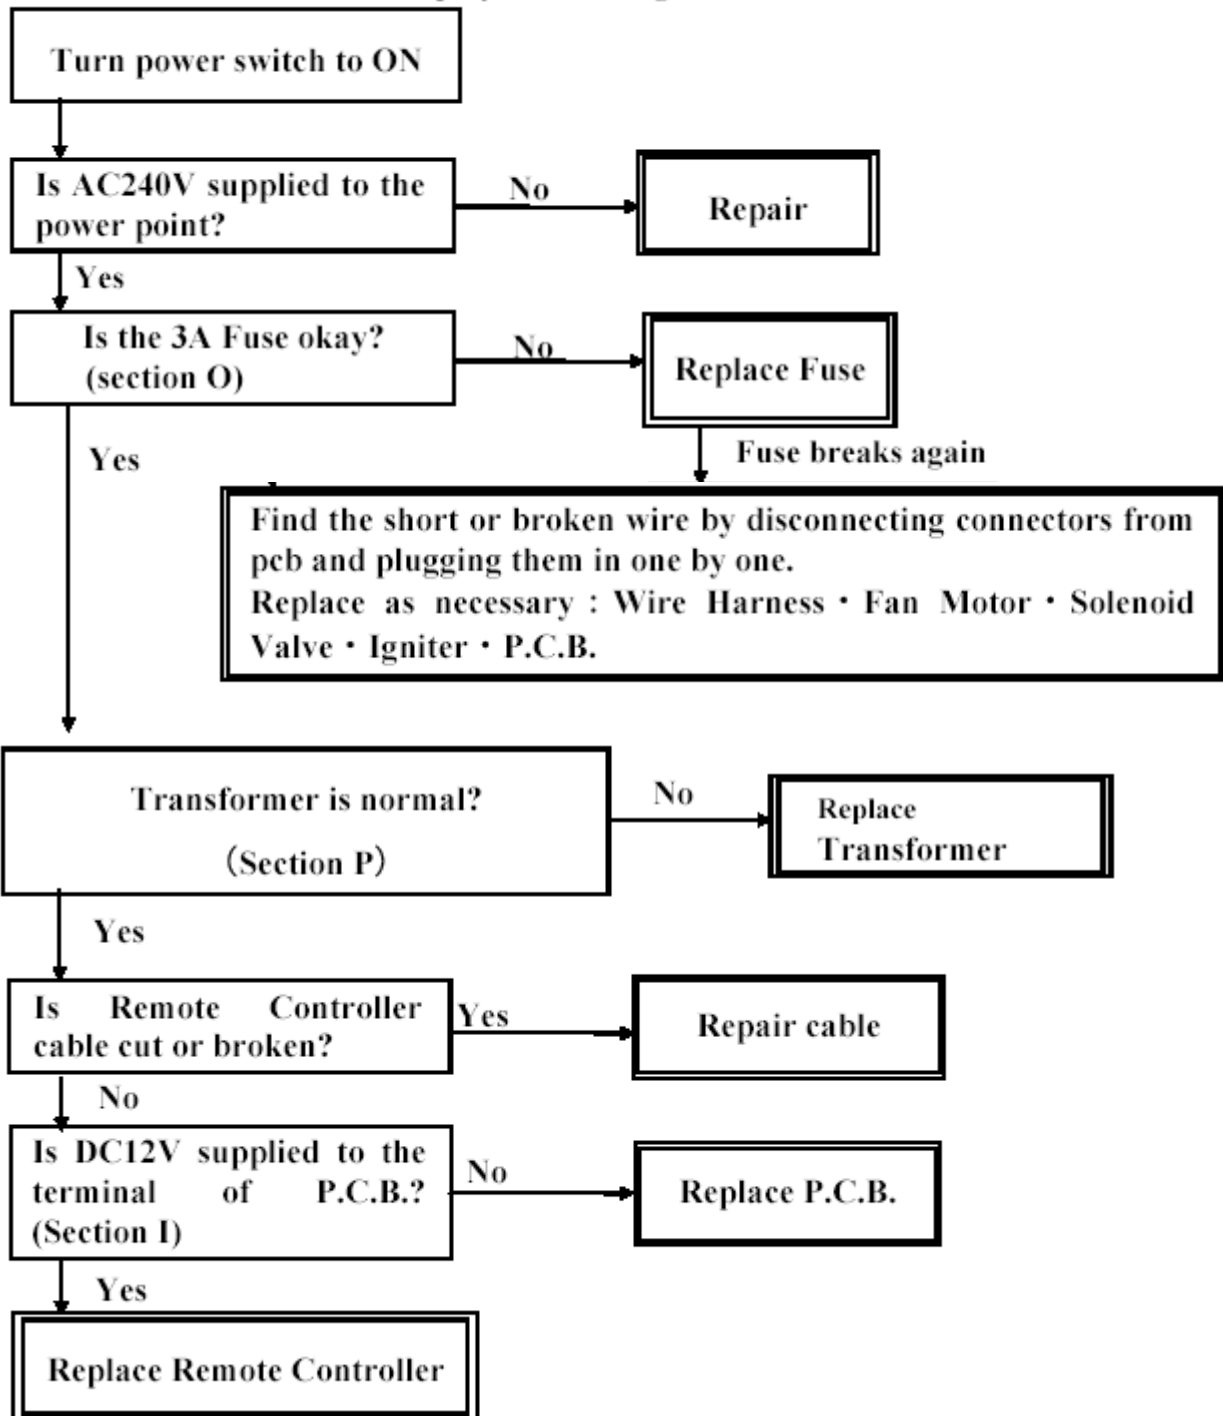 Turn power switch to ON
Is AC240V supplied to the
power point?
No
Repair
Yes
Is the 3A Fuse okay?
(section O)
No
Replace Fuse
Yes
Fuse breaks again
Find the short or broken wire by disconnecting connectors from
pcb and plugging them in one by one.
Replace as necessary : Wire Harness・Fan Motor・Solenoid
Valve・Igniter・P.C.B.
Transformer is normal?
(Section P)
No
Replace
Transformer
Yes
Is Remote Controller
cable cut or broken?
Yes
Repair cable
No
Is DC12V supplied to the
terminal of P.C.B.?
(Section I)
No
Replace P.C.B.
Yes
Replace Remote Controller